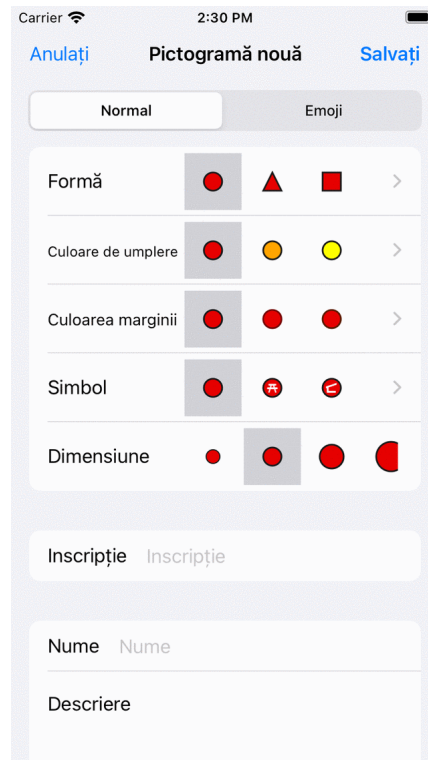 Carrier 2:30 PM
Anulați Pictogramă nouă Salvați
Normal Emoji
Formă
Culoare de umplere
Culoarea marginii
Simbol
Dimensiune
Inscripție Inscripție
Nume Nume
Descriere